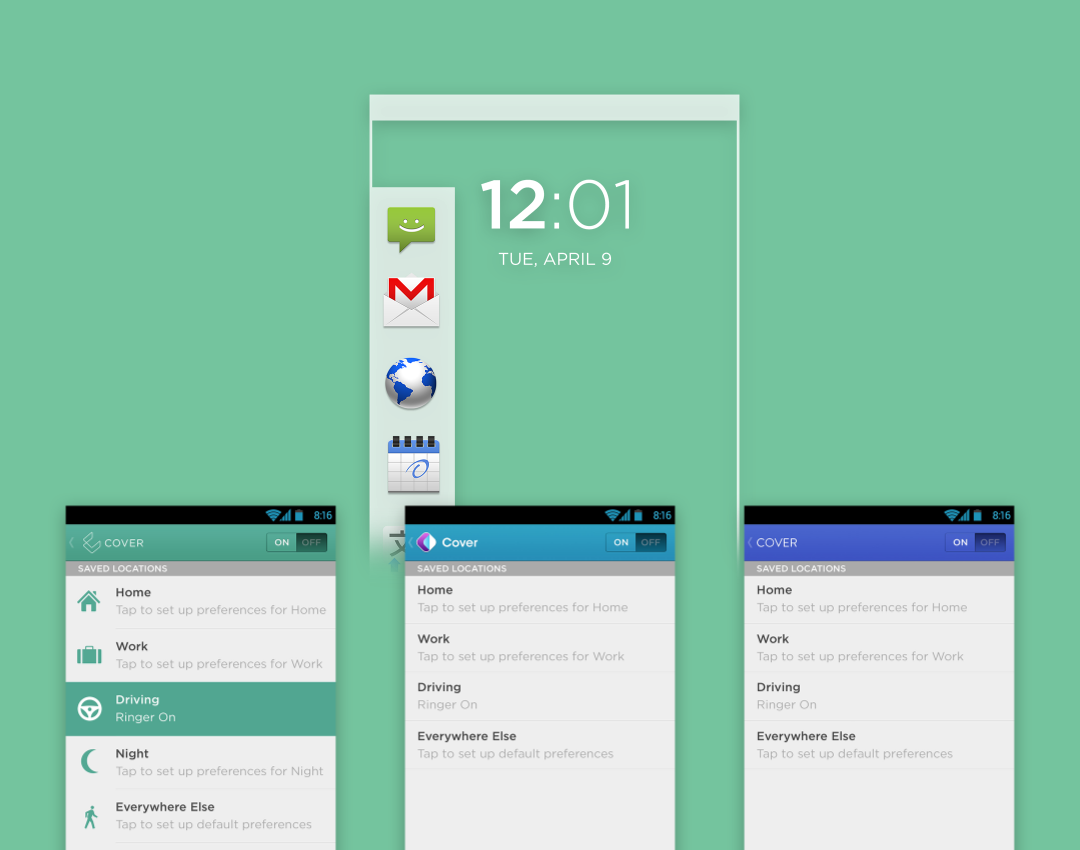 12:01
TUE, APRIL 9
8:16
COVER
ON OFF
SAVED LOCATIONS
Home
Tap to set up preferences for Home
Work
Tap to set up preferences for Work
Driving
Ringer On
Night
Tap to set up preferences for Night
Everywhere Else
Tap to set up default preferences
8:16
Cover
ON OFF
SAVED LOCATIONS
Home
Tap to set up preferences for Home
Work
Tap to set up preferences for Work
Driving
Ringer On
Everywhere Else
Tap to set up default preferences
8:16
COVER
ON OFF
SAVED LOCATIONS
Home
Tap to set up preferences for Home
Work
Tap to set up preferences for Work
Driving
Ringer On
Everywhere Else
Tap to set up default preferences